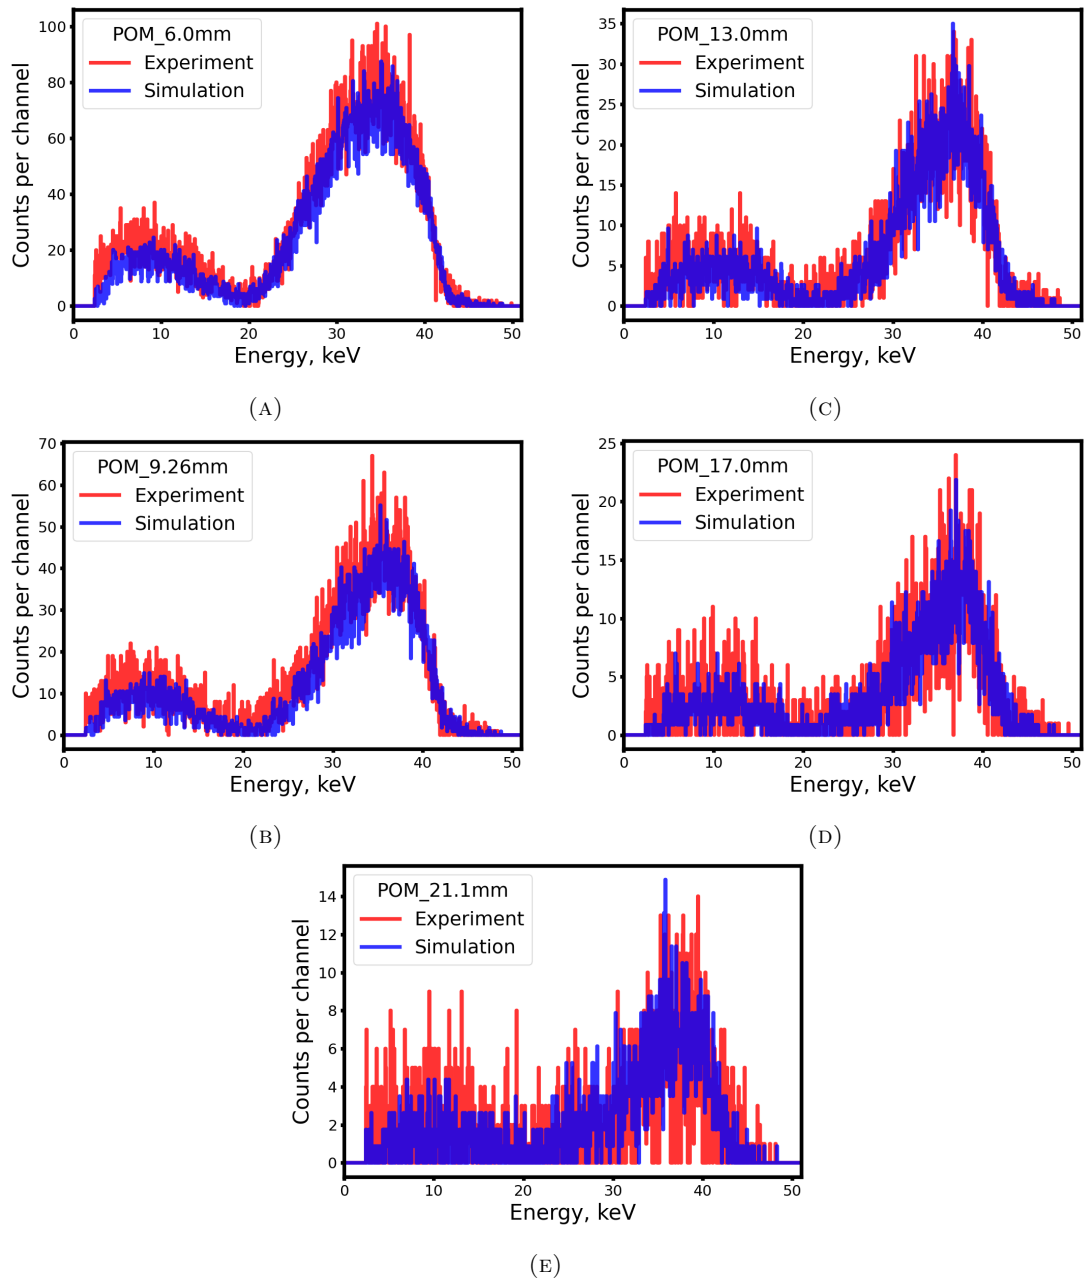 POM_6.0mm
Experiment
Simulation
Counts per channel
100
80
60
40
20
0
0 10 20 30 40 50
Energy, keV
(A)
POM_13.0mm
Experiment
Simulation
Counts per channel
35
30
25
20
15
10
5
0
0 10 20 30 40 50
Energy, keV
(C)
POM_9.26mm
Experiment
Simulation
Counts per channel
70
60
50
40
30
20
10
0
0 10 20 30 40 50
Energy, keV
(B)
POM_17.0mm
Experiment
Simulation
Counts per channel
25
20
15
10
5
0
0 10 20 30 40 50
Energy, keV
(D)
POM_21.1mm
Experiment
Simulation
Counts per channel
14
12
10
8
6
4
2
0
0 10 20 30 40 50
Energy, keV
(E)